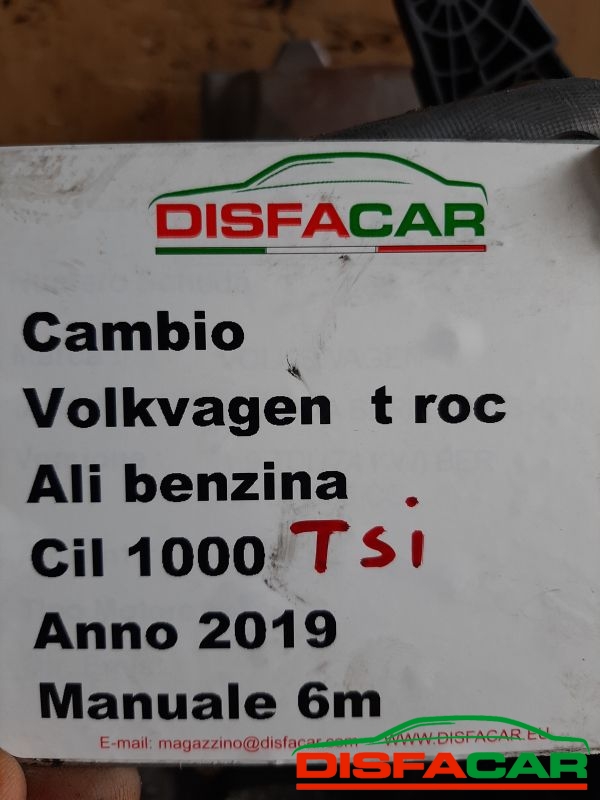 DISFACAR
Cambio
Volkvagen t roc
Ali benzina
Cil 1000 TSi
Anno 2019
Manuale 6m
E-mail: magazzino@disfacar.com - WWW.DISFACAR.EU
DISFACAR